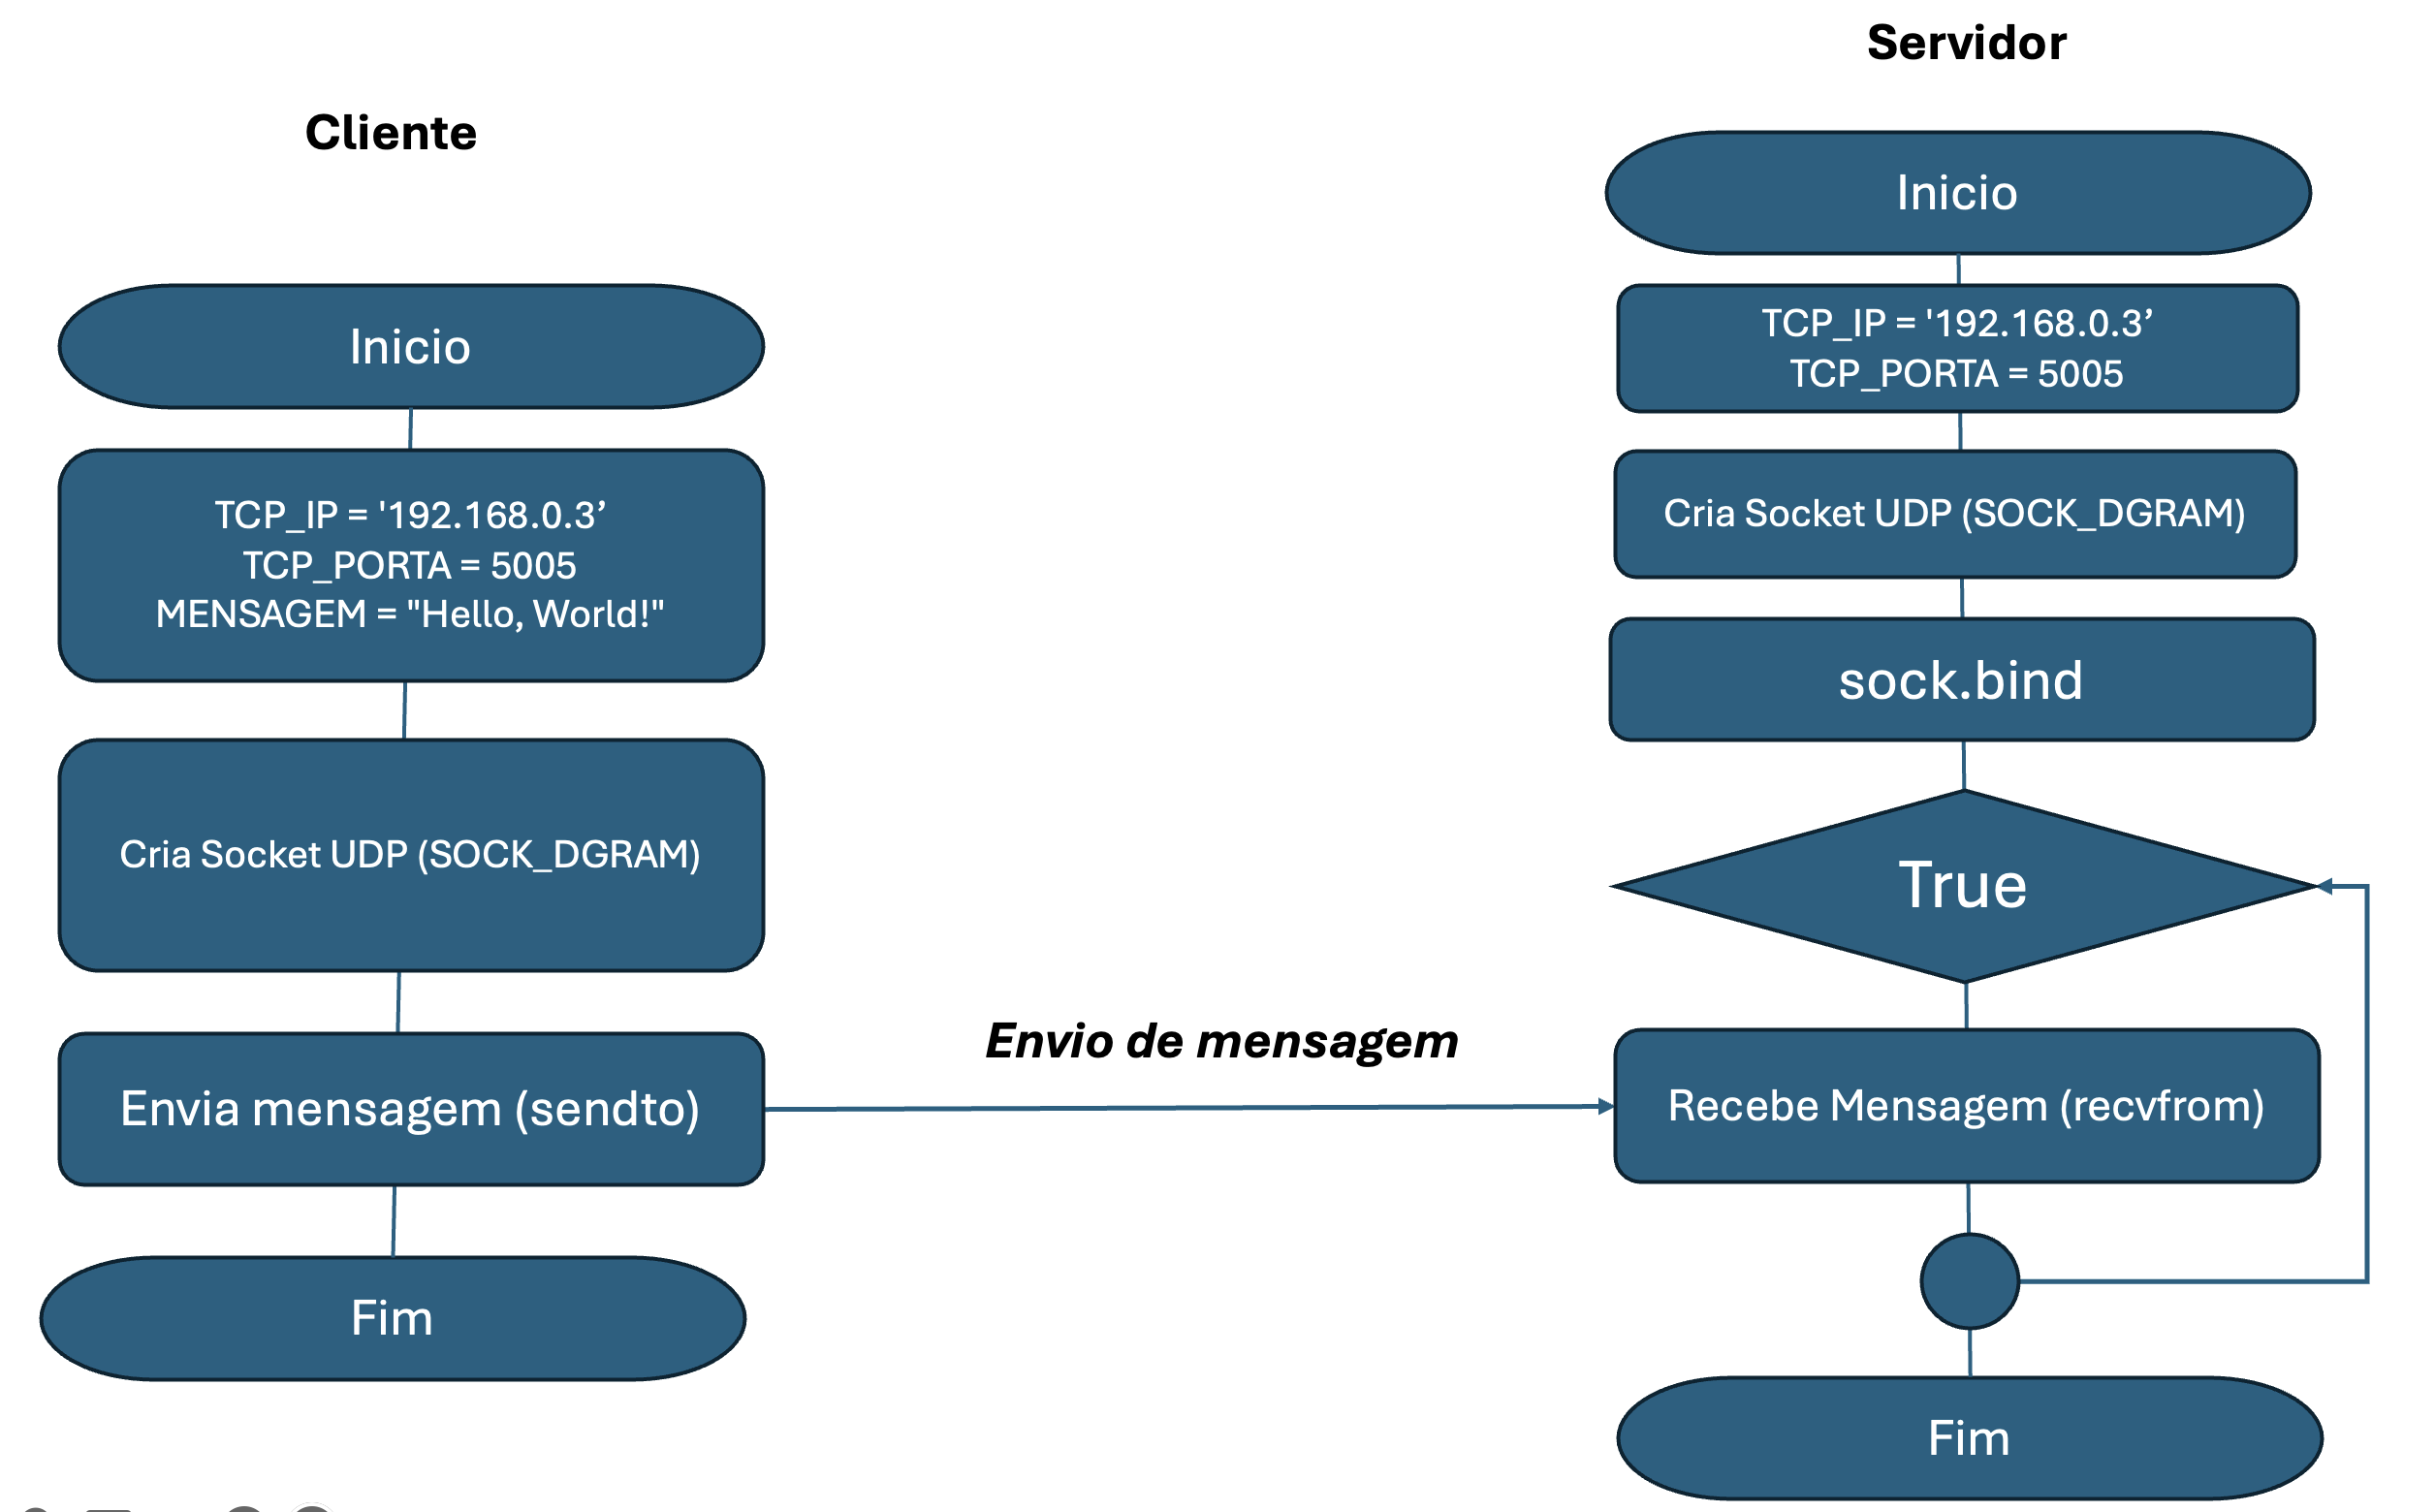 Cliente
Inicio
TCP_IP = '192.168.0.3’
TCP_PORTA = 5005
MENSAGEM = "Hello, World!"
Cria Socket UDP (SOCK_DGRAM)
Envia mensagem (sendto)
Fim
Envio de mensagem
Servidor
Inicio
TCP_IP = '192.168.0.3’
TCP_PORTA = 5005
Cria Socket UDP (SOCK_DGRAM)
sock.bind
True
Recebe Mensagem (recvfrom)
Fim